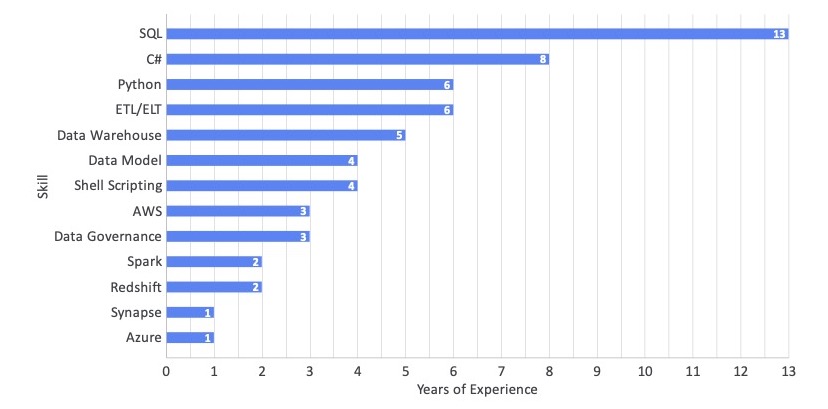 SQL 13
C# 8
Python 6
ETL/ELT 6
Data Warehouse 5
Data Model 4
Shell Scripting 4
AWS 3
Data Governance 3
Spark 2
Redshift 2
Synapse 1
Azure 1
Skill
0 1 2 3 4 5 6 7 8 9 10 11 12 13
Years of Experience